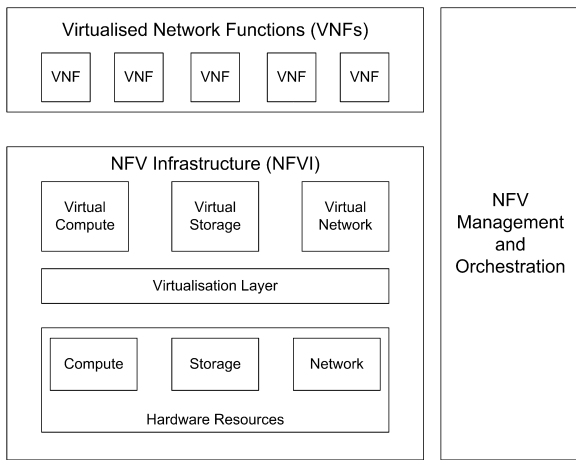 Virtualised Network Functions (VNFs)
VNF VNF VNF VNF VNF
NFV Infrastructure (NFVI)
Virtual
Compute
Virtual
Storage
Virtual
Network
Virtualisation Layer
Compute Storage Network
Hardware Resources
NFV
Management
and
Orchestration